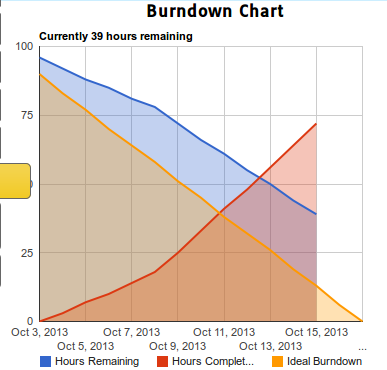 Burndown Chart
Currently 39 hours remaining
100
75
0
25
0
Oct 3, 2013 Oct 7, 2013 Oct 11, 2013 Oct 15, 2013
Oct 5, 2013 Oct 9, 2013 Oct 13, 2013 ...
Hours Remaining Hours Complet... Ideal Burndown